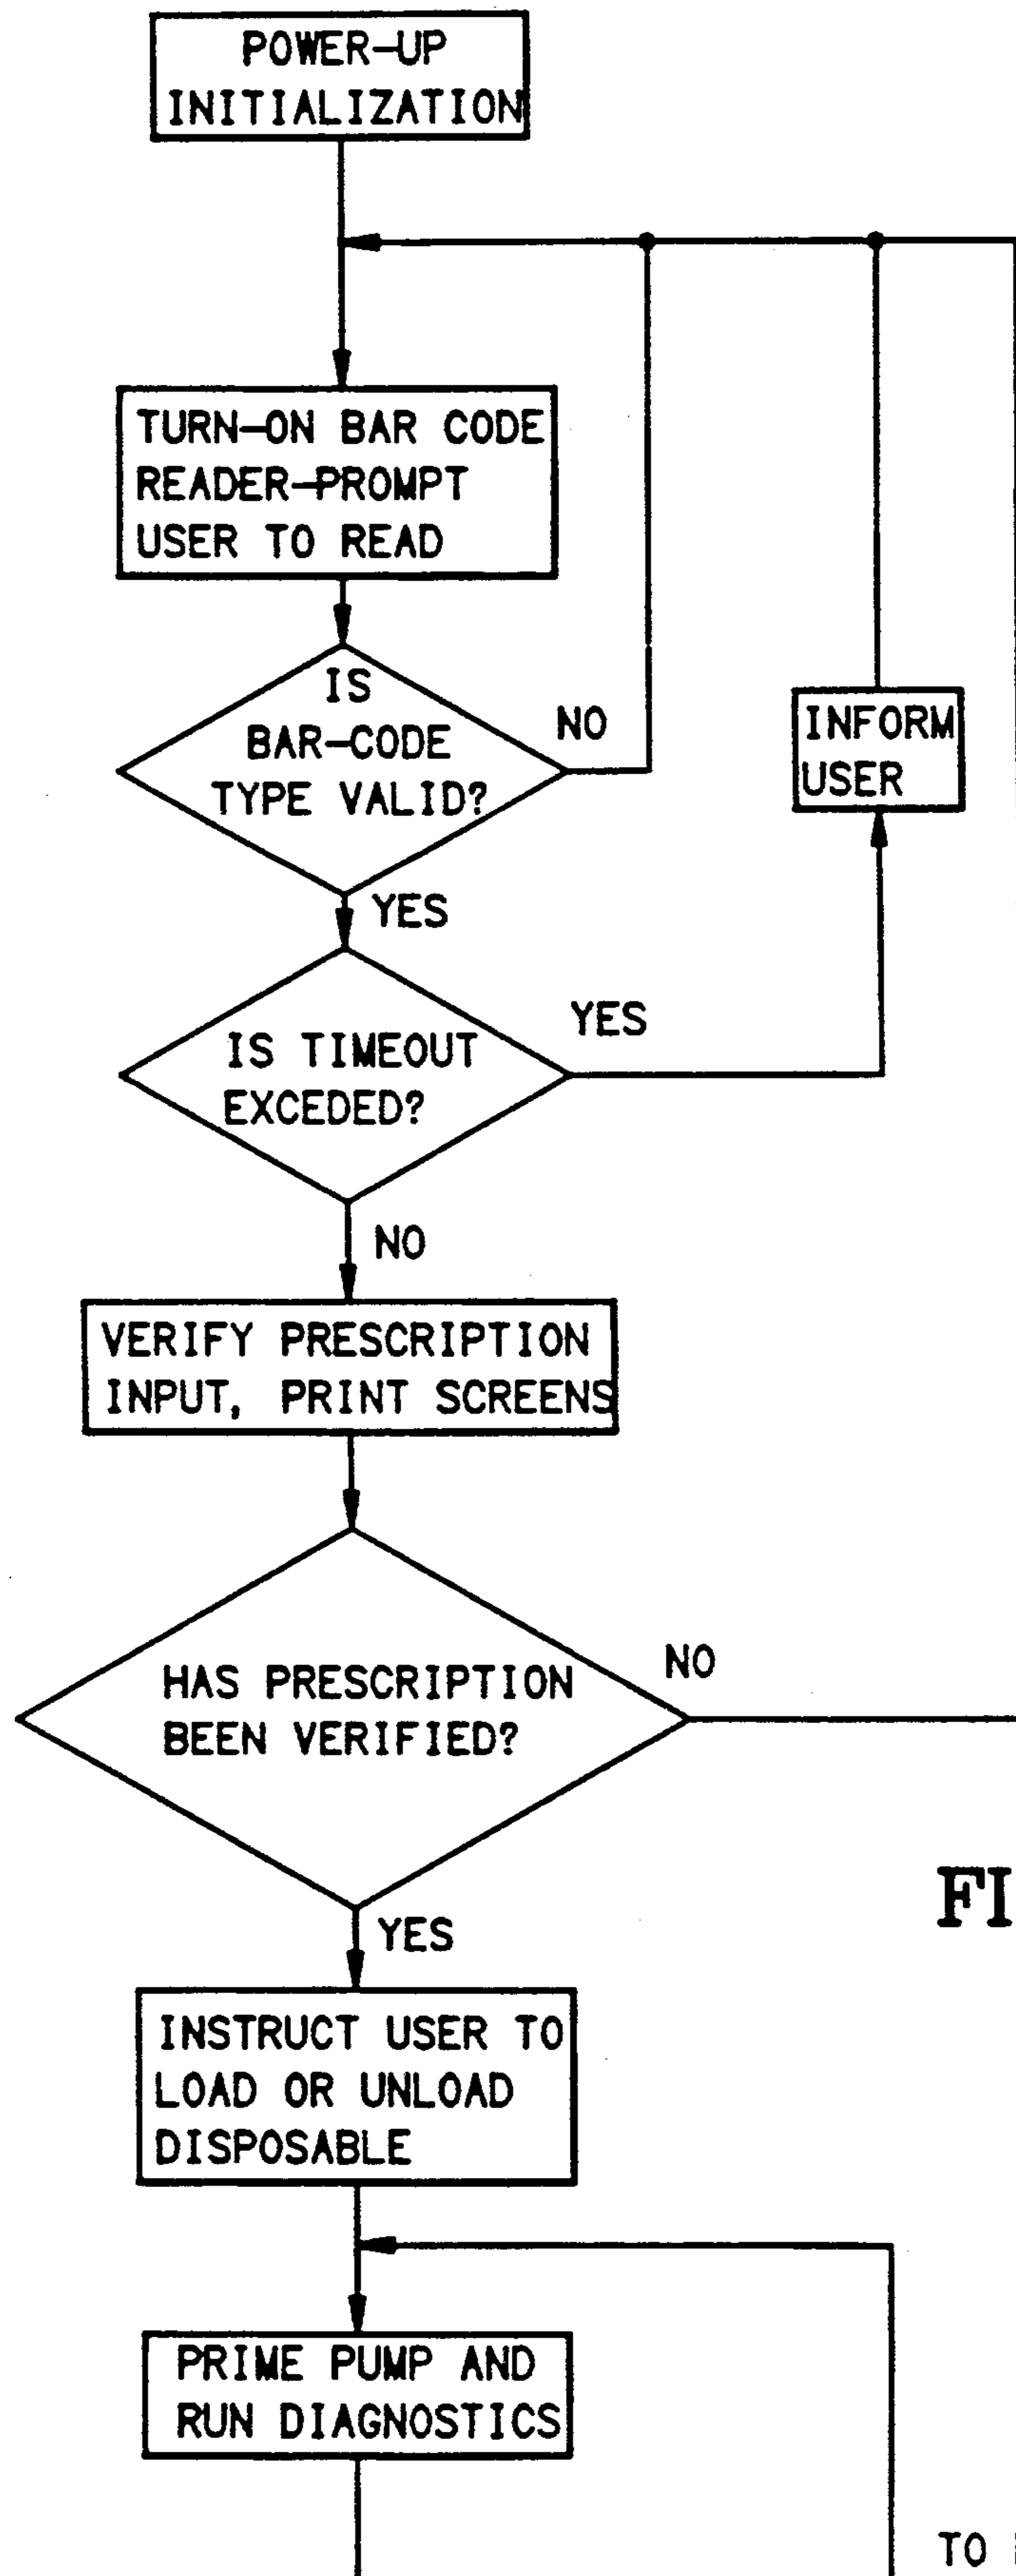 POWER-UP
INITIALIZATION
TURN-ON BAR CODE
READER-PROMPT
USER TO READ
IS
BAR-CODE
TYPE VALID?
NO
INFORM
USER
YES
IS TIMEOUT
EXCEDED?
YES
NO
VERIFY PRESCRIPTION
INPUT, PRINT SCREENS
HAS PRESCRIPTION
BEEN VERIFIED?
NO
YES
INSTRUCT USER TO
LOAD OR UNLOAD
DISPOSABLE
PRIME PUMP AND
RUN DIAGNOSTICS
TO